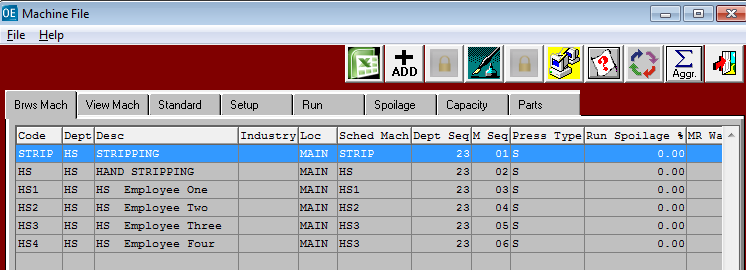 OE Machine File
File Help
+ ADD Σ Aggr.
Brws Mach View Mach Standard Setup Run Spoilage Capacity Parts
Code Dept Desc Industry Loc Sched Mach Dept Seq M Seq Press Type Run Spoilage % MR Wa
STRIP HS STRIPPING MAIN STRIP 23 01 S 0.00
HS HS HAND STRIPPING MAIN HS 23 02 S 0.00
HS1 HS HS Employee One MAIN HS1 23 03 S 0.00
HS2 HS HS Employee Two MAIN HS2 23 04 S 0.00
HS3 HS HS Employee Three MAIN HS3 23 05 S 0.00
HS4 HS HS Employee Four MAIN HS3 23 06 S 0.00